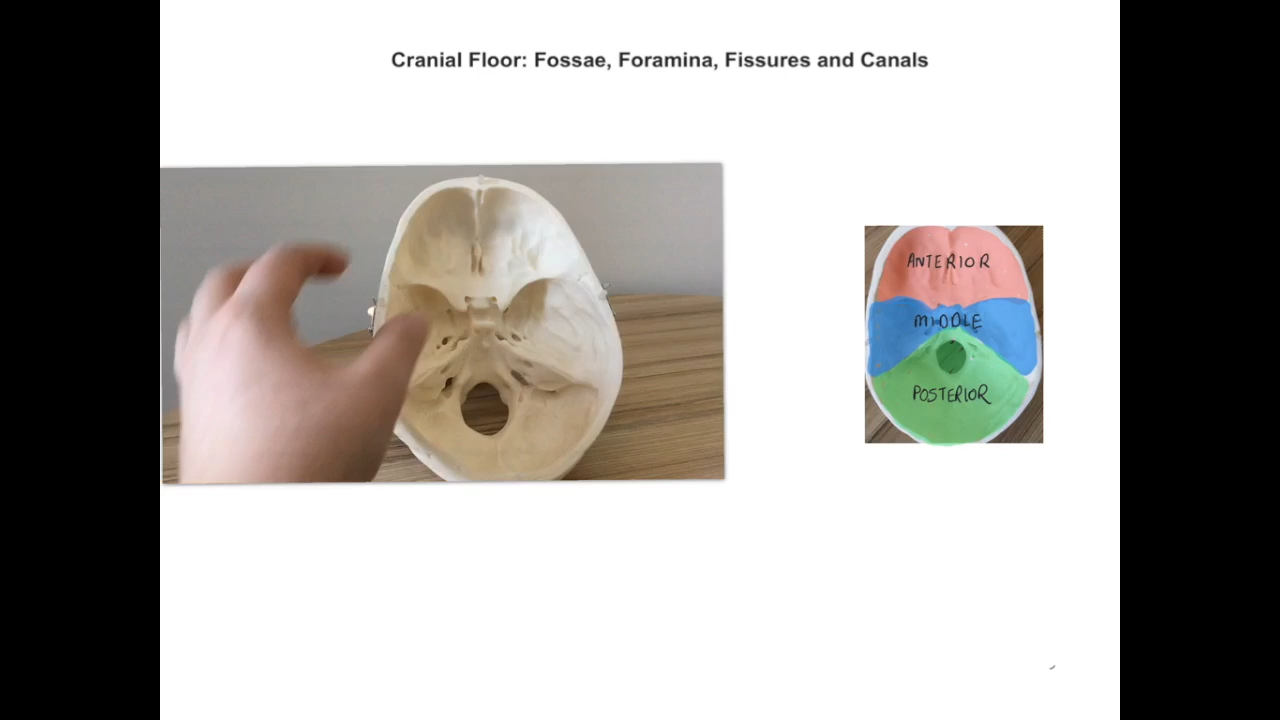 Cranial Floor: Fossae, Foramina, Fissures and Canals
ANTERIOR
MIDDLE
POSTERIOR